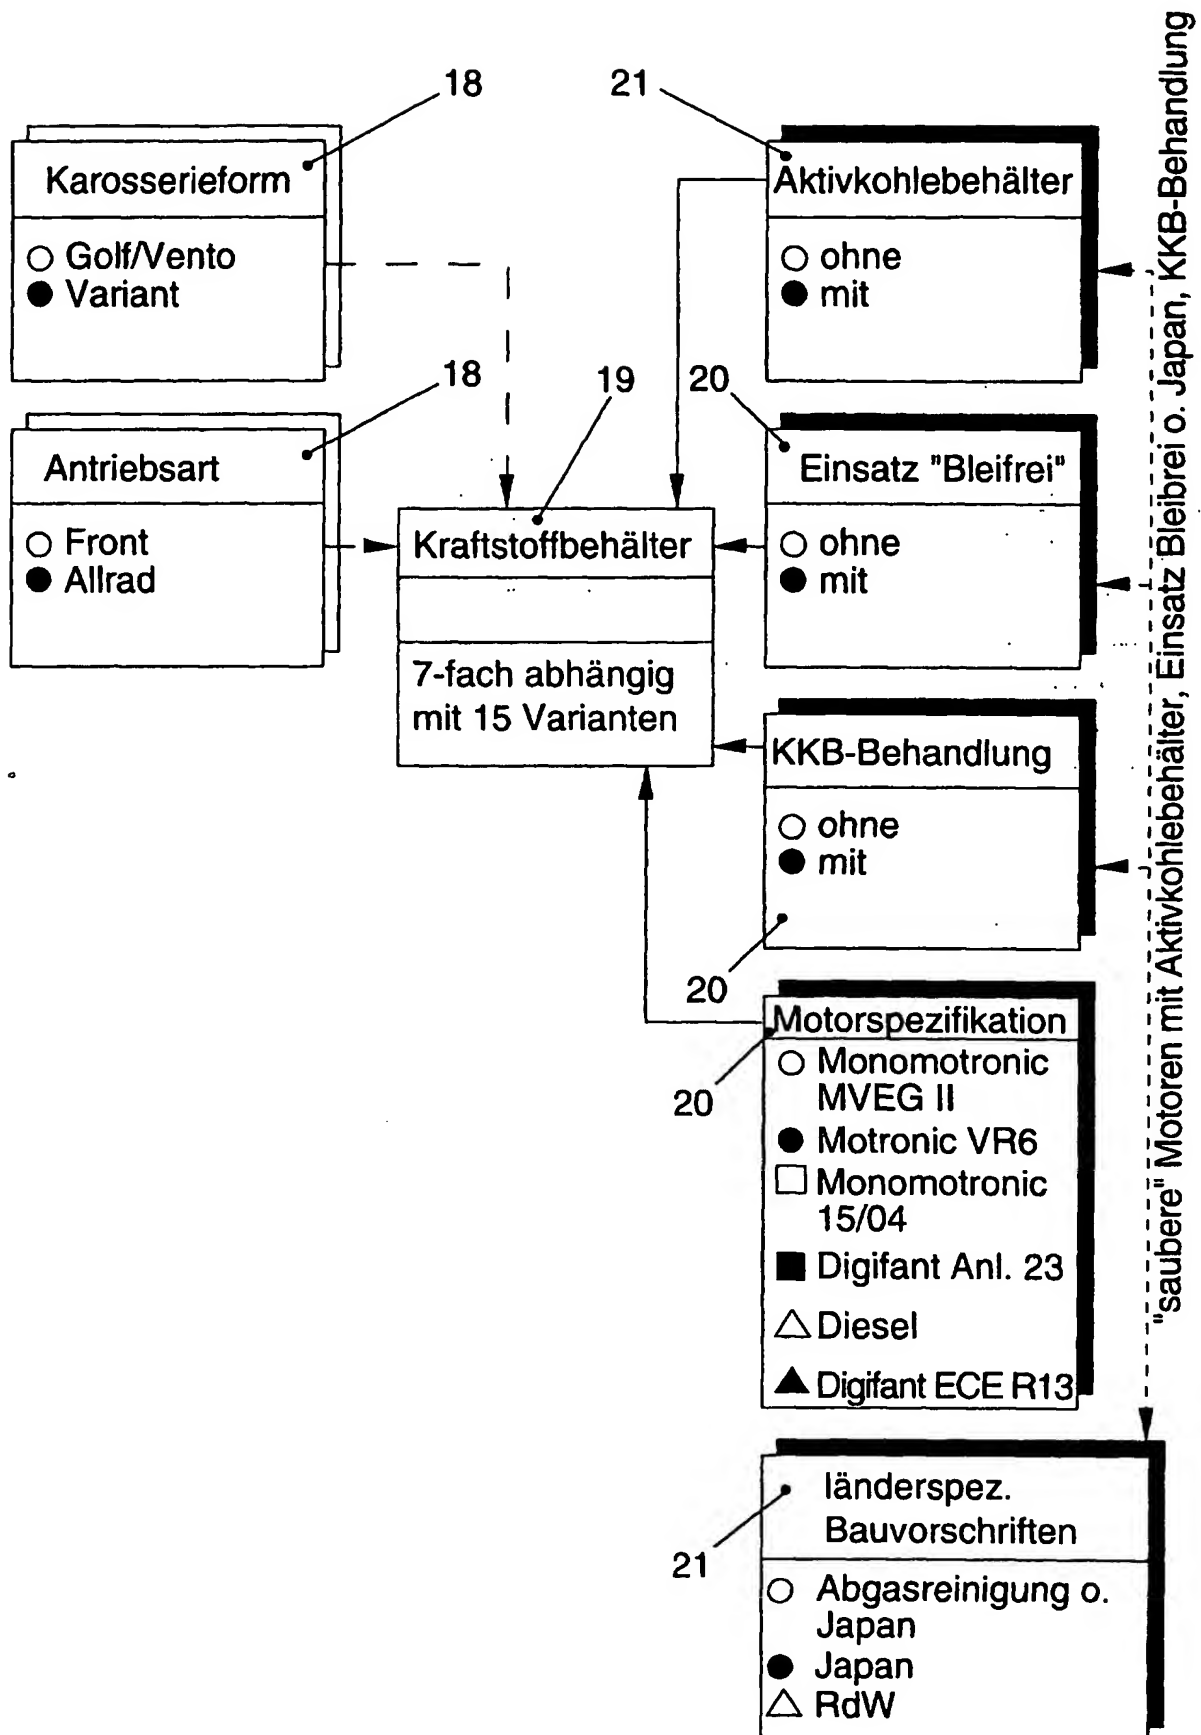 18
Karosserieform
Golf/Vento
Variant
18
Antriebsart
Front
Allrad
19
Kraftstoffbehälter
7-fach abhängig
mit 15 Varianten
21
Aktivkohlebehälter
ohne
mit
20
Einsatz "Bleifrei"
ohne
mit
KKB-Behandlung
ohne
mit
20
Motorspezifikation
20
Monomotronic
MVEG II
Motronic VR6
Monomotronic
15/04
Digifant Anl. 23
Diesel
Digifant ECE R13
länderspez.
Bauvorschriften
21
Abgasreinigung o.
Japan
Japan
RdW
"saubere" Motoren mit Aktivkohlebehälter, Einsatz Bleibrei o. Japan, KKB-Behandlung